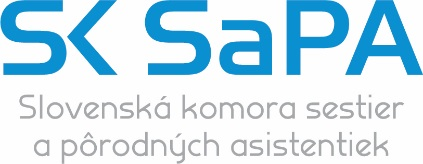 SK SaPA
Slovenská komora sestier
a pôrodných asistentiek